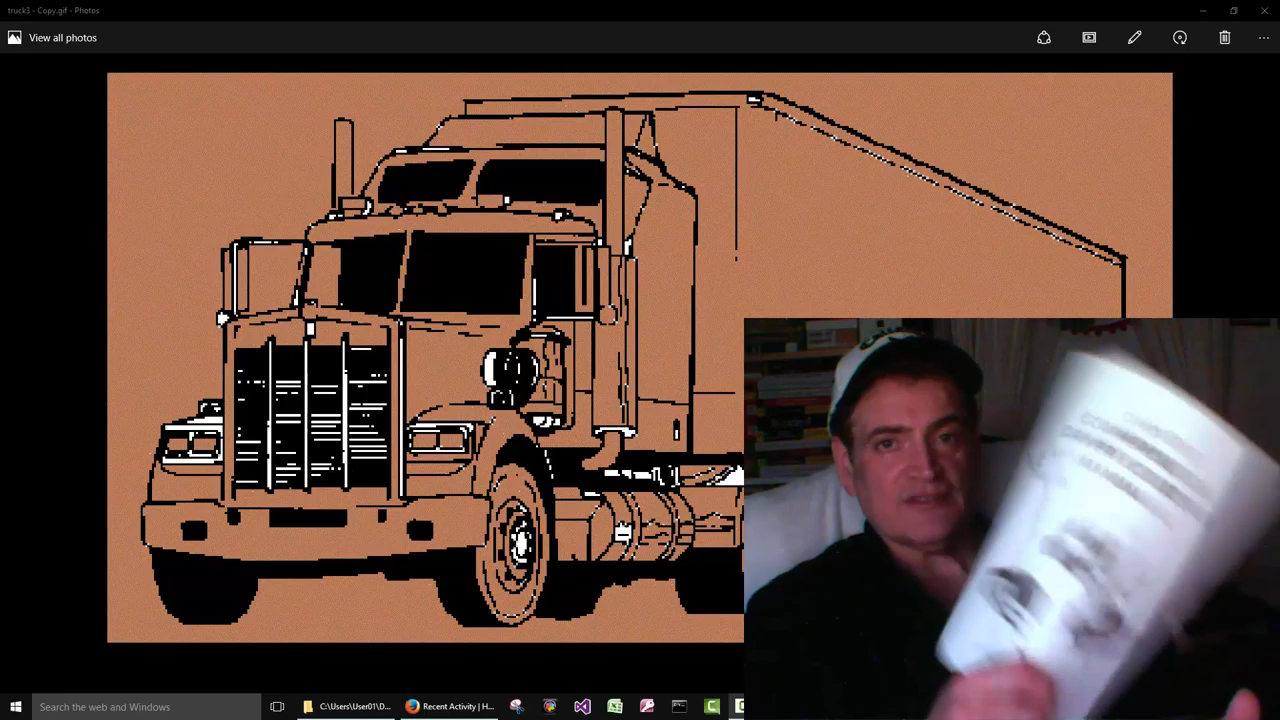 truck3 - Copy.gif - Photos
View all photos
Search the web and Windows
C:\Users\User01\D...
Recent Activity | H...